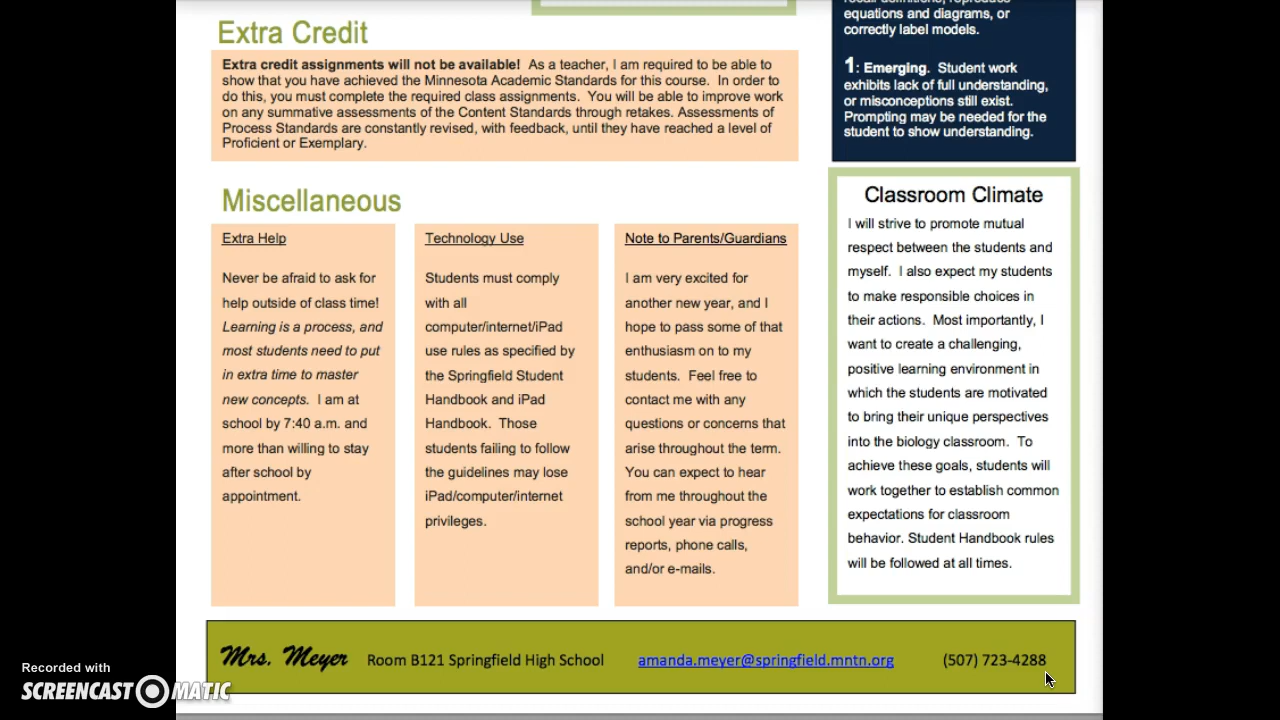 Extra Credit
Extra credit assignments will not be available!  As a teacher, I am required to be able to
show that you have achieved the Minnesota Academic Standards for this course.  In order to
do this, you must complete the required class assignments.  You will be able to improve work
on any summative assessments of the Content Standards through retakes. Assessments of
Process Standards are constantly revised, with feedback, until they have reached a level of
Proficient or Exemplary.
equations and diagrams, or
correctly label models.
1: Emerging.  Student work
exhibits lack of full understanding,
or misconceptions still exist.
Prompting may be needed for the
student to show understanding.
Miscellaneous
Extra Help
Never be afraid to ask for
help outside of class time!
Learning is a process, and
most students need to put
in extra time to master
new concepts.  I am at
school by 7:40 a.m. and
more than willing to stay
after school by
appointment.
Technology Use
Students must comply
with all
computer/internet/iPad
use rules as specified by
the Springfield Student
Handbook and iPad
Handbook.  Those
students failing to follow
the guidelines may lose
iPad/computer/internet
privileges.
Note to Parents/Guardians
I am very excited for
another new year, and I
hope to pass some of that
enthusiasm on to my
students.  Feel free to
contact me with any
questions or concerns that
arise throughout the term.
You can expect to hear
from me throughout the
school year via progress
reports, phone calls,
and/or e-mails.
Classroom Climate
I will strive to promote mutual
respect between the students and
myself.  I also expect my students
to make responsible choices in
their actions.  Most importantly, I
want to create a challenging,
positive learning environment in
which the students are motivated
to bring their unique perspectives
into the biology classroom.  To
achieve these goals, students will
work together to establish common
expectations for classroom
behavior. Student Handbook rules
will be followed at all times.
Mrs. Meyer Room B121 Springfield High School amanda.meyer@springfield.mntn.org (507) 723-4288
Recorded with
SCREENCAST-O-MATIC